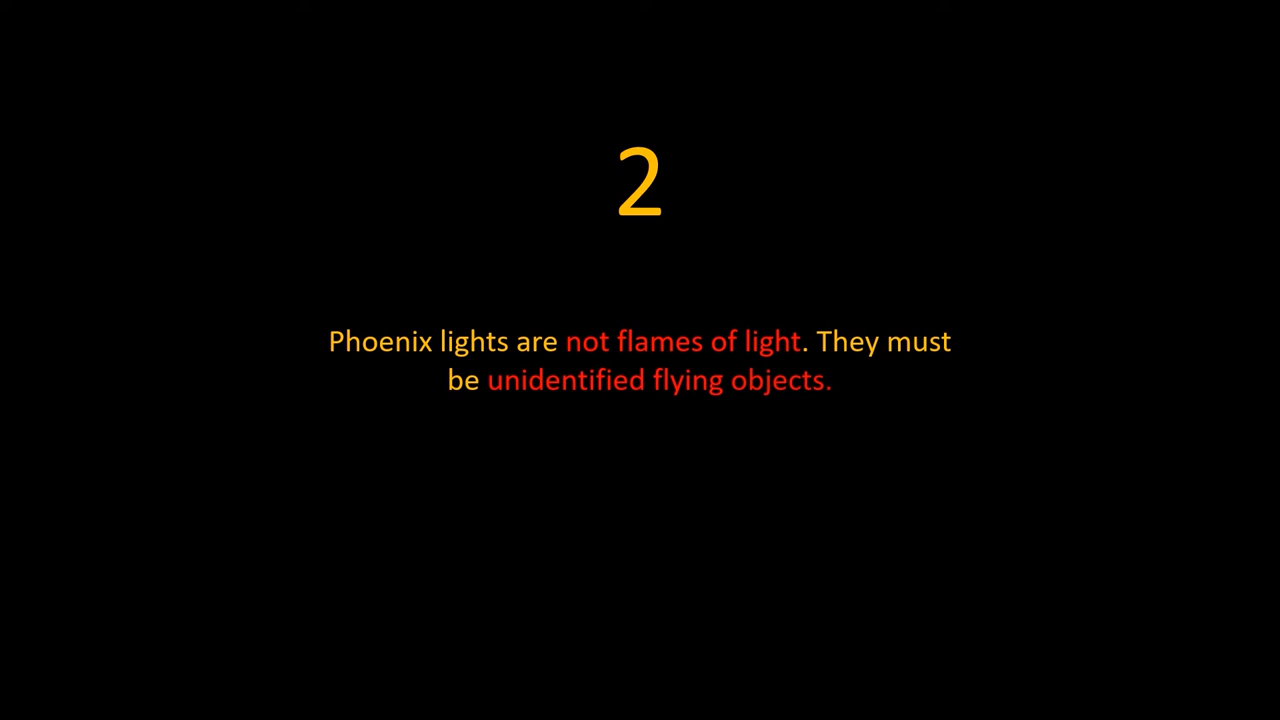 2
Phoenix lights are not flames of light. They must
be unidentified flying objects.